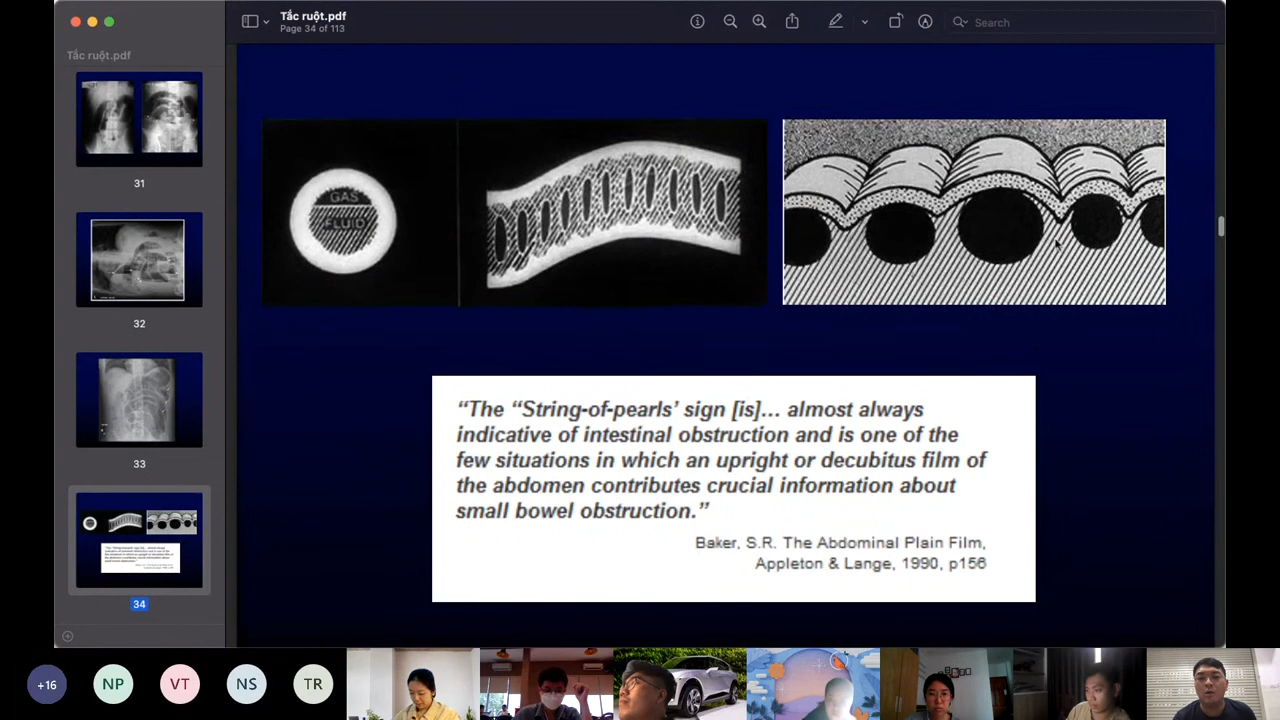 Tắc ruột.pdf
Page 34 of 113
Search
Tắc ruột.pdf
31
32
33
34
GAS
FLUID
“The “String-of-pearls’ sign [is]... almost always
indicative of intestinal obstruction and is one of the
few situations in which an upright or decubitus film of
the abdomen contributes crucial information about
small bowel obstruction.”
Baker, S.R. The Abdominal Plain Film,
Appleton & Lange, 1990, p156
+16
NP
VT
NS
TR